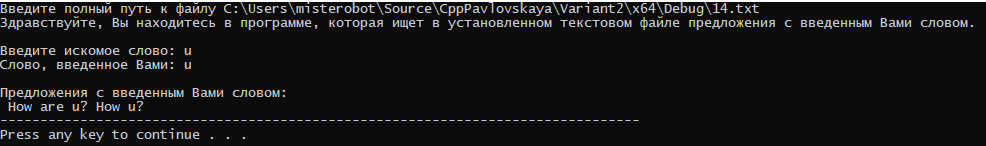 Введите полный путь к файлу C:\Users\misterobot\Source\CppPavlovskaya\Variant2\x64\Debug\14.txt
Здравствуйте, Вы находитесь в программе, которая ищет в установленном текстовом файле предложения с введенным Вами словом.
Введите искомое слово: u
Слово, введенное Вами: u
Предложения с введенным Вами словом:
How are u? How u?
--------------------------------------------------------------------------------
Press any key to continue . . .